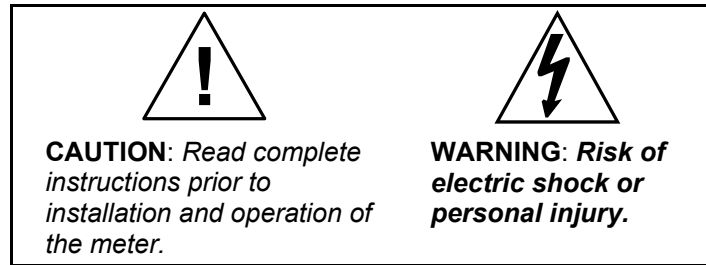 !
CAUTION: Read complete
instructions prior to
installation and operation of
the meter.
WARNING: Risk of
electric shock or
personal injury.